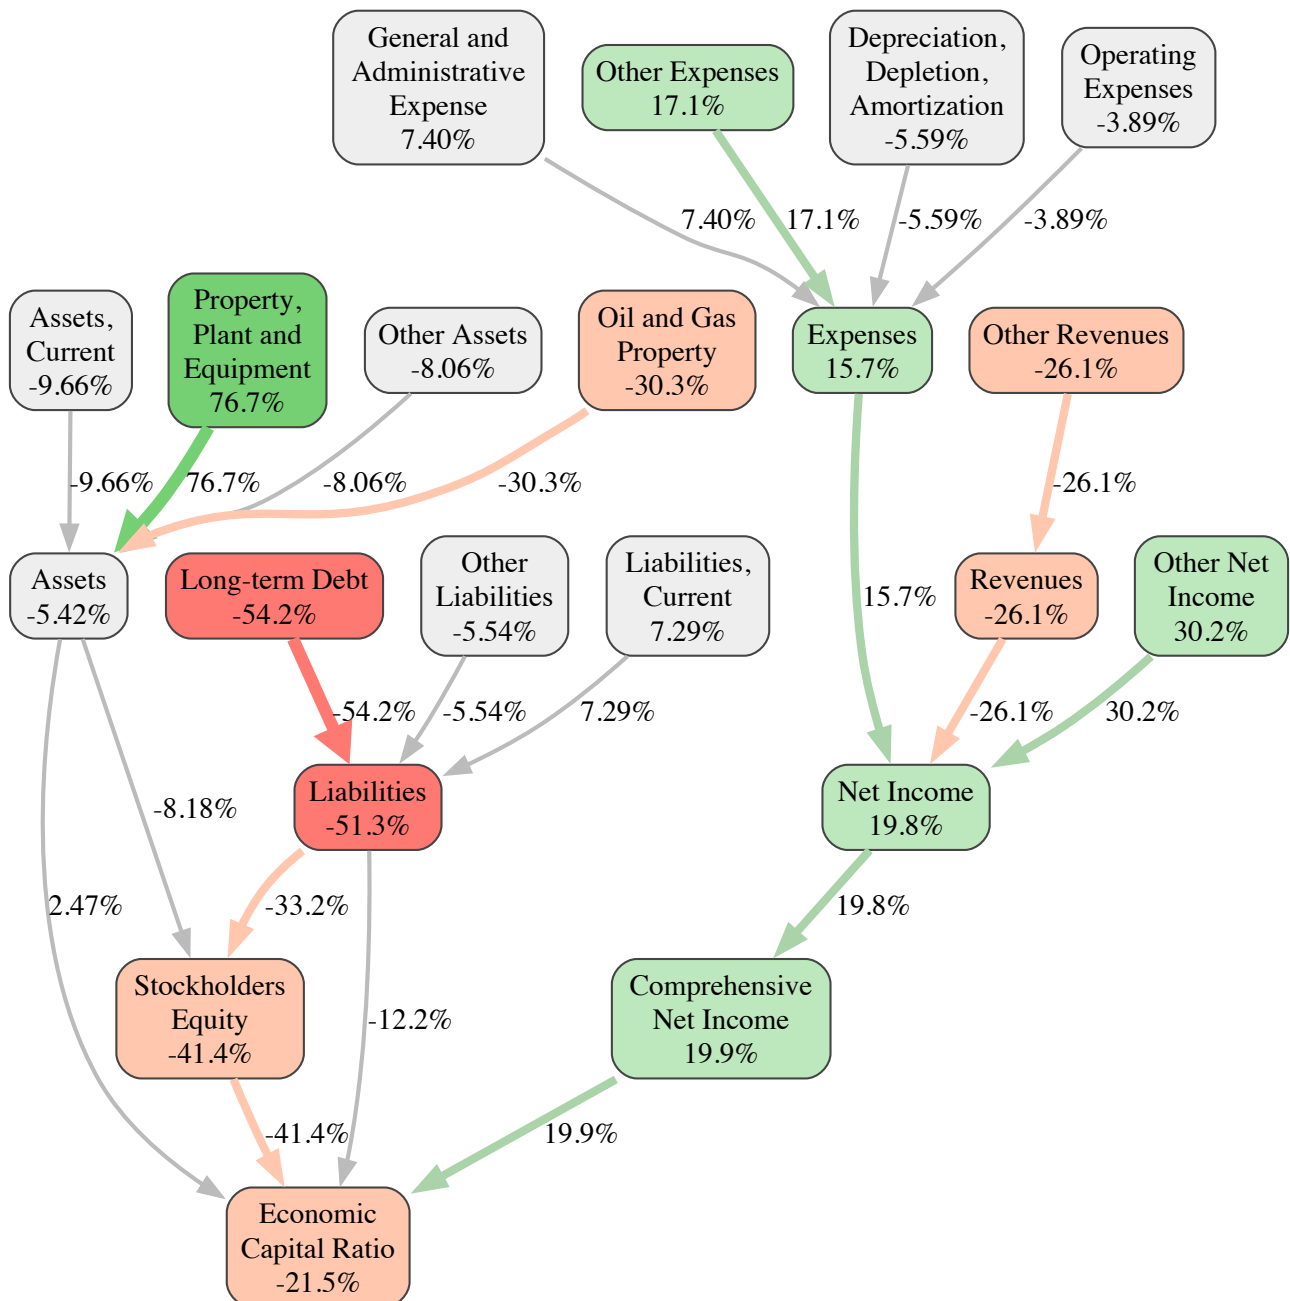 General and
Administrative
Expense
7.40%
Other Expenses
17.1%
Depreciation,
Depletion,
Amortization
-5.59%
Operating
Expenses
-3.89%
7.40%
17.1%
-5.59%
-3.89%
Assets,
Current
-9.66%
Property,
Plant and
Equipment
76.7%
Other Assets
-8.06%
Oil and Gas
Property
-30.3%
Expenses
15.7%
Other Revenues
-26.1%
-9.66%
76.7%
-8.06%
-30.3%
-26.1%
Assets
-5.42%
Long-term Debt
-54.2%
Other
Liabilities
-5.54%
Liabilities,
Current
7.29%
15.7%
Revenues
-26.1%
Other Net
Income
30.2%
-54.2%
-5.54%
7.29%
-26.1%
30.2%
-8.18%
Liabilities
-51.3%
Net Income
19.8%
2.47%
-33.2%
19.8%
Stockholders
Equity
-41.4%
-12.2%
Comprehensive
Net Income
19.9%
-41.4%
19.9%
Economic
Capital Ratio
-21.5%